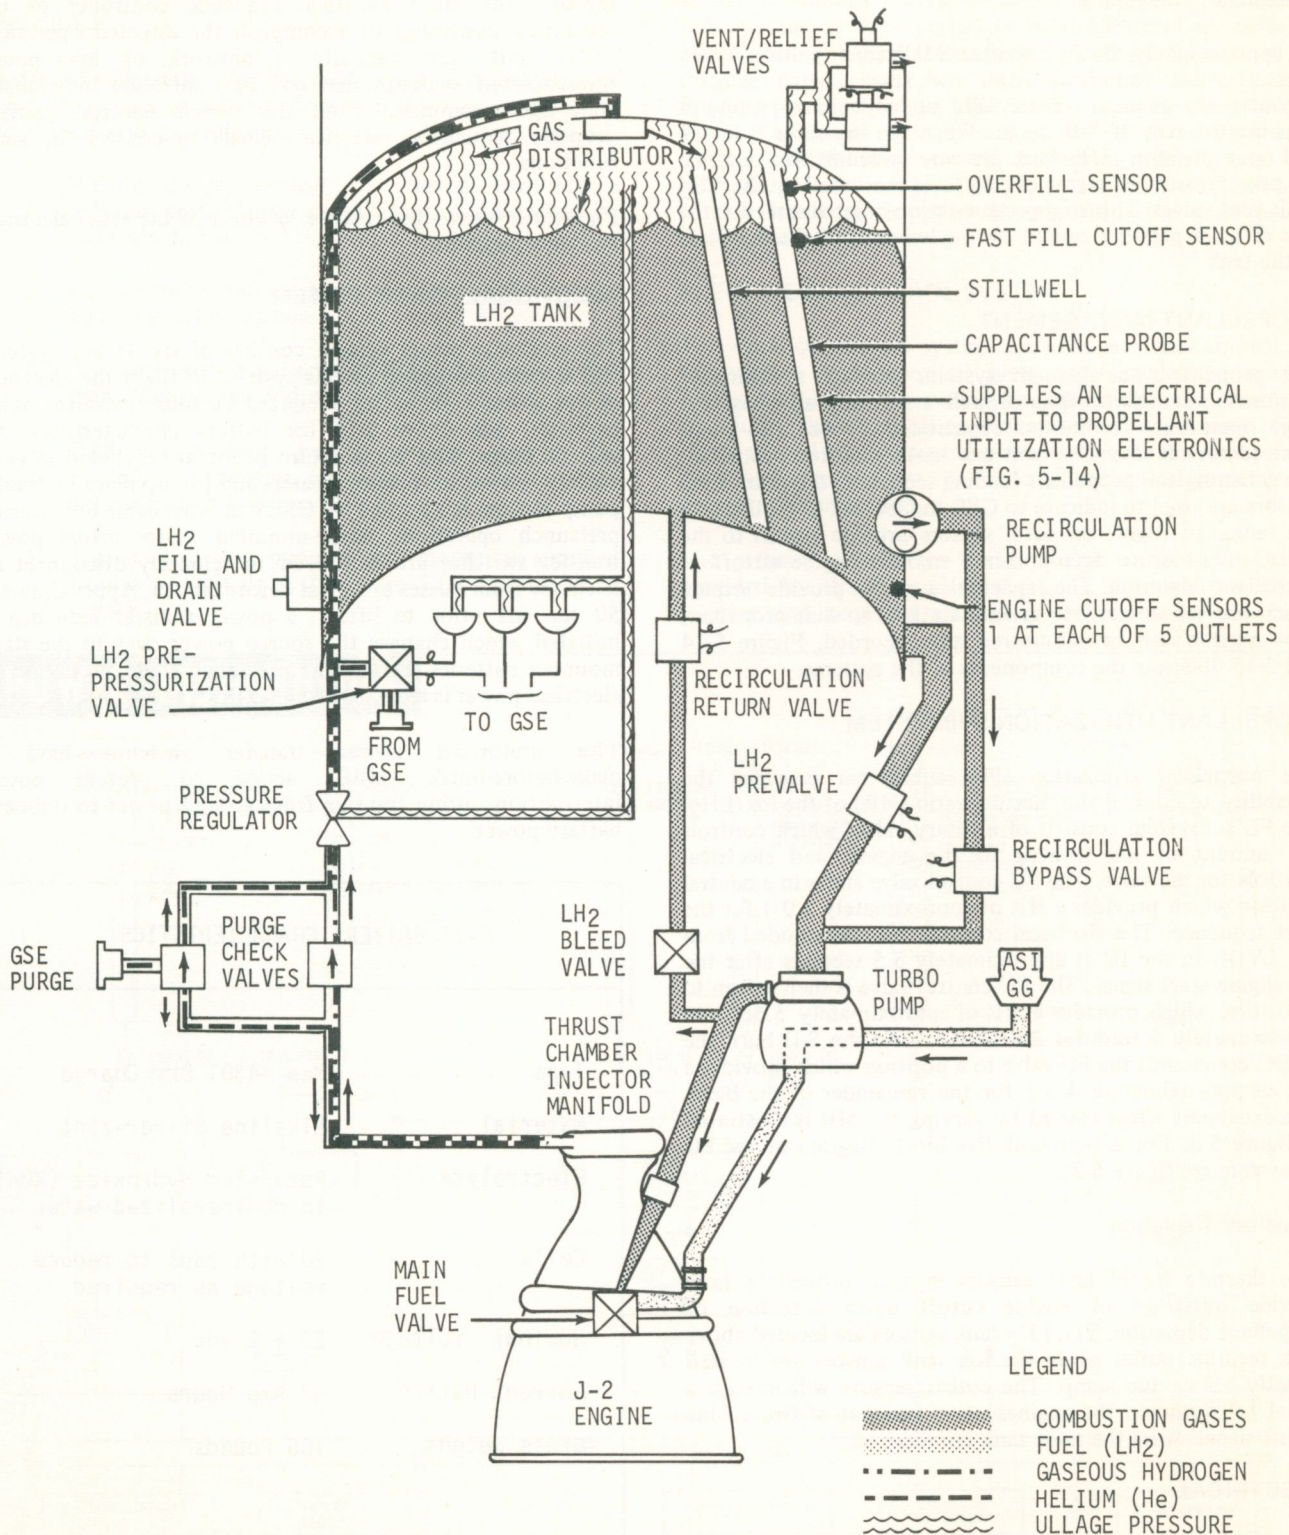 VENT/RELIEF
VALVES
GAS
DISTRIBUTOR
OVERFILL SENSOR
FAST FILL CUTOFF SENSOR
STILLWELL
LH2 TANK
CAPACITANCE PROBE
SUPPLIES AN ELECTRICAL
INPUT TO PROPELLANT
UTILIZATION ELECTRONICS
(FIG. 5-14)
LH2
FILL AND
DRAIN
VALVE
RECIRCULATION
PUMP
ENGINE CUTOFF SENSORS
1 AT EACH OF 5 OUTLETS
LH2 PRE-
PRESSURIZATION
VALVE
TO GSE
FROM
GSE
RECIRCULATION
RETURN VALVE
LH2
PREVALVE
PRESSURE
REGULATOR
RECIRCULATION
BYPASS VALVE
GSE
PURGE
PURGE
CHECK
VALVES
LH2
BLEED
VALVE
TURBO
PUMP
ASI
GG
THRUST
CHAMBER
INJECTOR
MANIFOLD
MAIN
FUEL
VALVE
J-2
ENGINE
LEGEND
COMBUSTION GASES
FUEL (LH2)
GASEOUS HYDROGEN
HELIUM (He)
ULLAGE PRESSURE